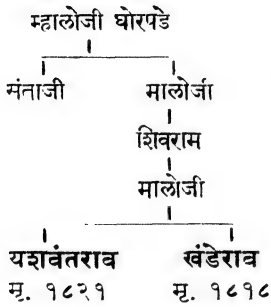 म्हालोजी घोरपडे
संताजी मालोजी
शिवराम
मालोजी
यशवंतराव खंडेराव
मृ. १८२१ मृ. १८१८